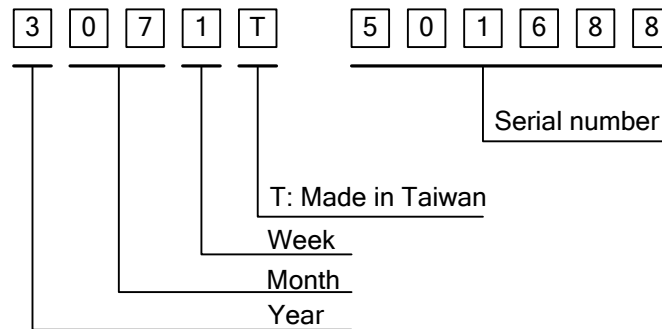 3 0 7 1 T 5 0 1 6 8 8
Serial number
T: Made in Taiwan
Week
Month
Year